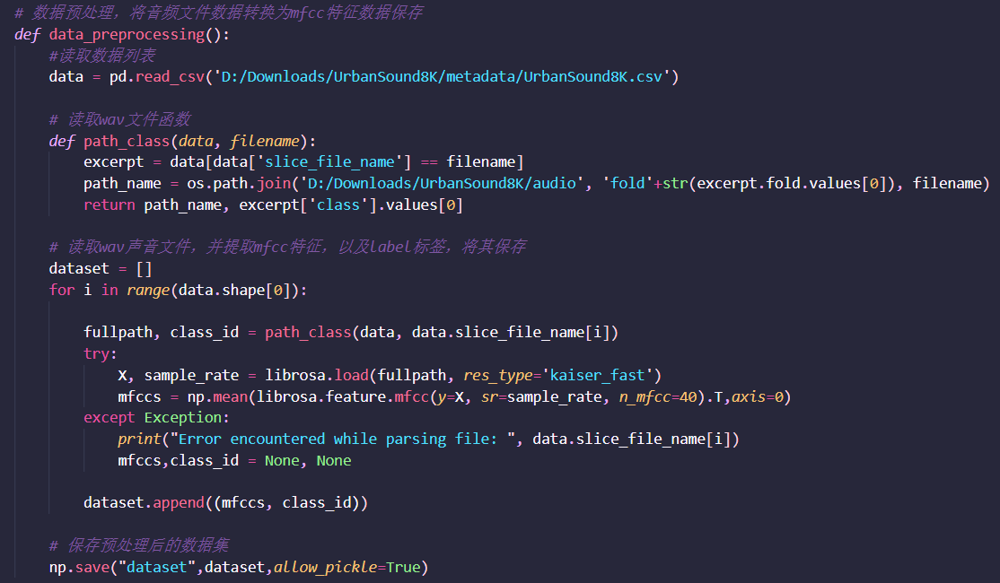 # 数据预处理，将音频文件数据转换为mfcc特征数据保存
def data_preprocessing():
    #读取数据列表
    data = pd.read_csv('D:/Downloads/UrbanSound8K/metadata/UrbanSound8K.csv')

    # 读取wav文件函数
    def path_class(data, filename):
        excerpt = data[data['slice_file_name'] == filename]
        path_name = os.path.join('D:/Downloads/UrbanSound8K/audio', 'fold'+str(excerpt.fold.values[0]), filename)
        return path_name, excerpt['class'].values[0]

    # 读取wav声音文件，并提取mfcc特征，以及label标签，将其保存
    dataset = []
    for i in range(data.shape[0]):

        fullpath, class_id = path_class(data, data.slice_file_name[i])
        try:
            X, sample_rate = librosa.load(fullpath, res_type='kaiser_fast')
            mfccs = np.mean(librosa.feature.mfcc(y=X, sr=sample_rate, n_mfcc=40).T,axis=0)
        except Exception:
            print("Error encountered while parsing file: ", data.slice_file_name[i])
            mfccs,class_id = None, None

        dataset.append((mfccs, class_id))

    # 保存预处理后的数据集
    np.save("dataset",dataset,allow_pickle=True)